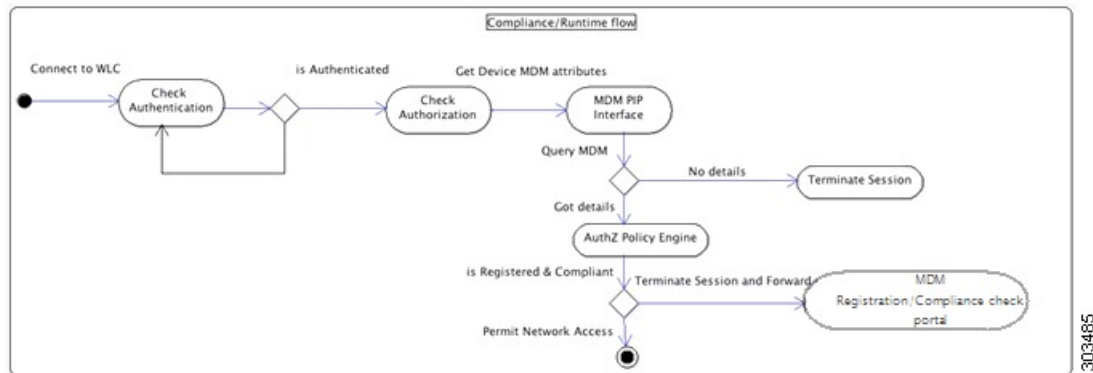 Compliance/Runtime flow
Connect to WLC
is Authenticated
Get Device MDM attributes
Check
Authentication
Check
Authorization
MDM PIP
Interface
Query MDM
No details
Terminate Session
Got details
AuthZ Policy Engine
is Registered & Compliant
Terminate Session and Forward
MDM
Registration/Compliance check
portal
Permit Network Access
303485